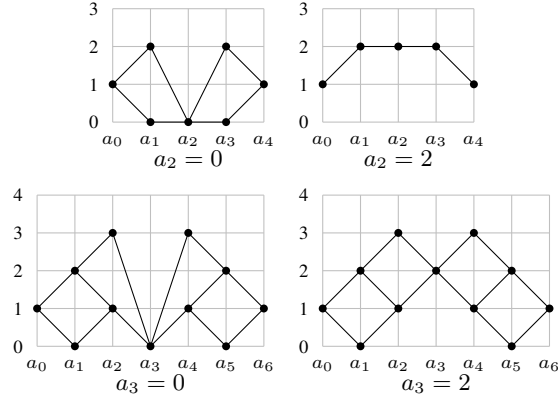 3 3
2 2
1 1
0 0
a₀ a₁ a₂ a₃ a₄ a₀ a₁ a₂ a₃ a₄
a₂ = 0 a₂ = 2
4 4
3 3
2 2
1 1
0 0
a₀ a₁ a₂ a₃ a₄ a₅ a₆ a₀ a₁ a₂ a₃ a₄ a₅ a₆
a₃ = 0 a₃ = 2